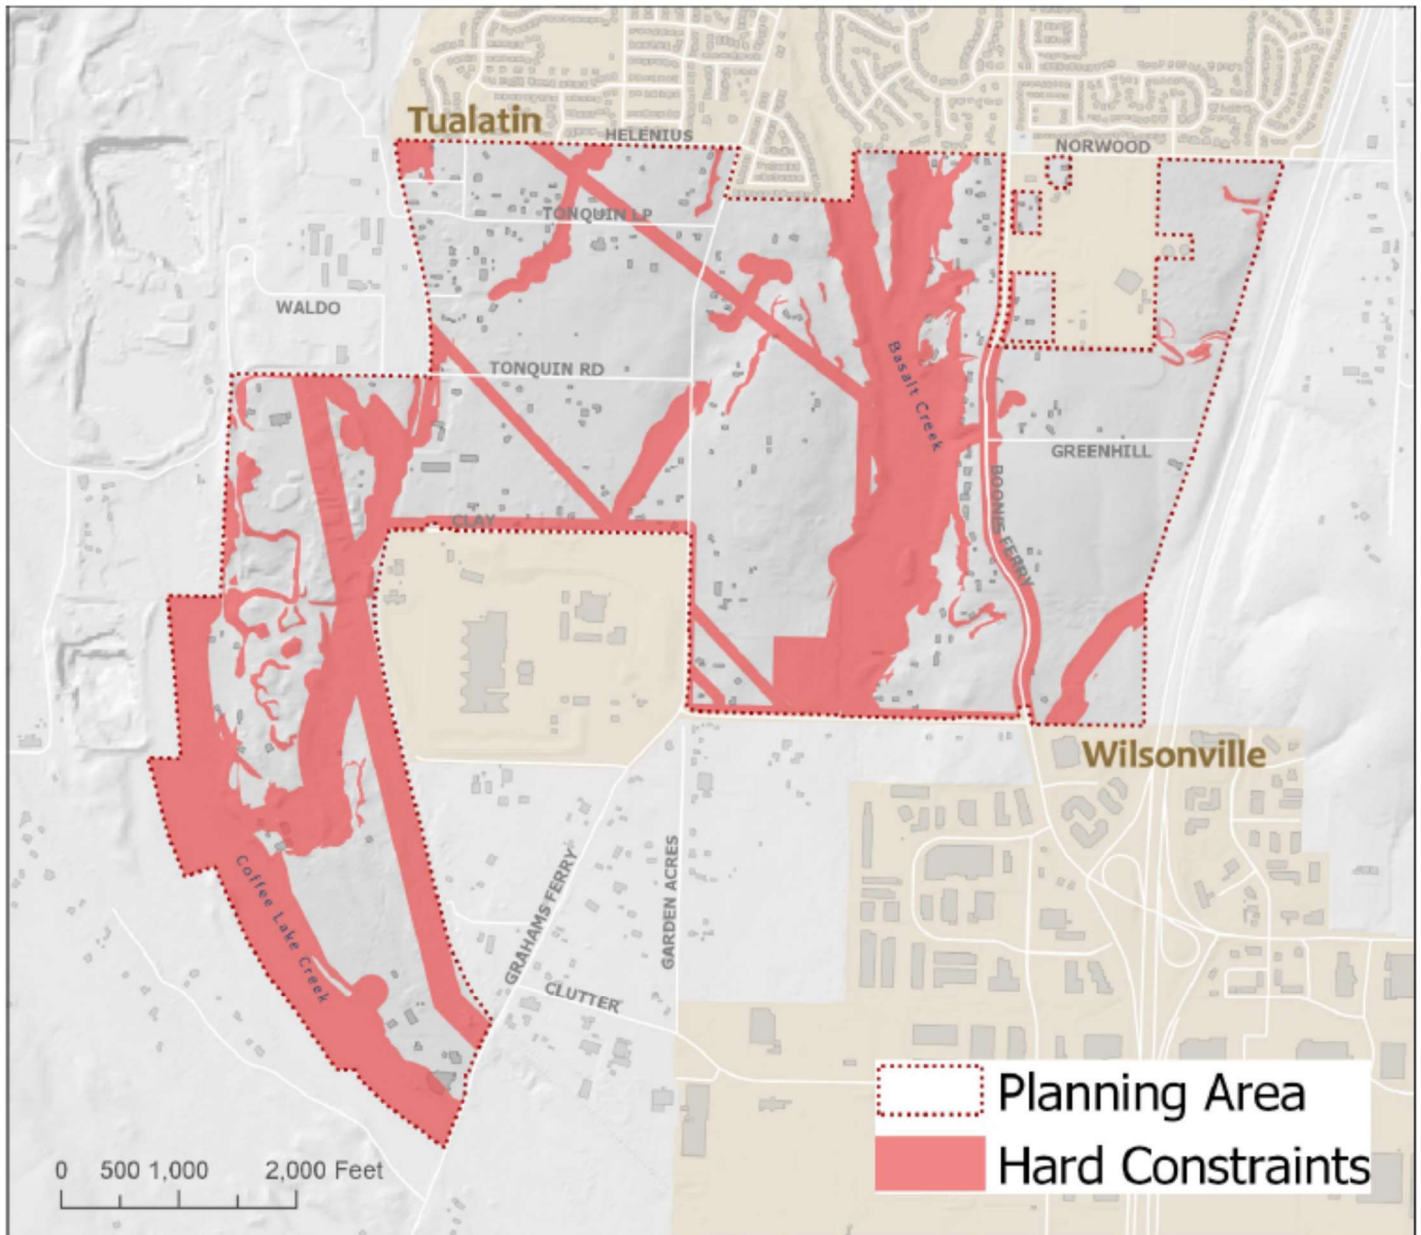 Tualatin
HELENIUS
NORWOOD
TONQUIN LP
WALDO
TONQUIN RD
Basalt Creek
GREENHILL
BOONES FERRY
CLAY
Wilsonville
Coffee Lake Creek
GRAHAMS FERRY
GARDEN ACRES
CLUTTER
Planning Area
Hard Constraints
0 500 1,000 2,000 Feet